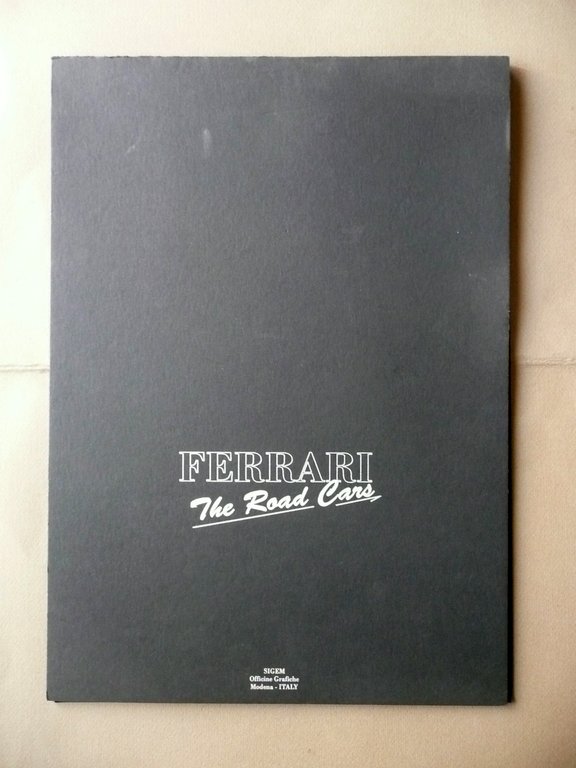 FERRARI
The Road Cars
SIGEM
Officine Grafiche
Modena - ITALY